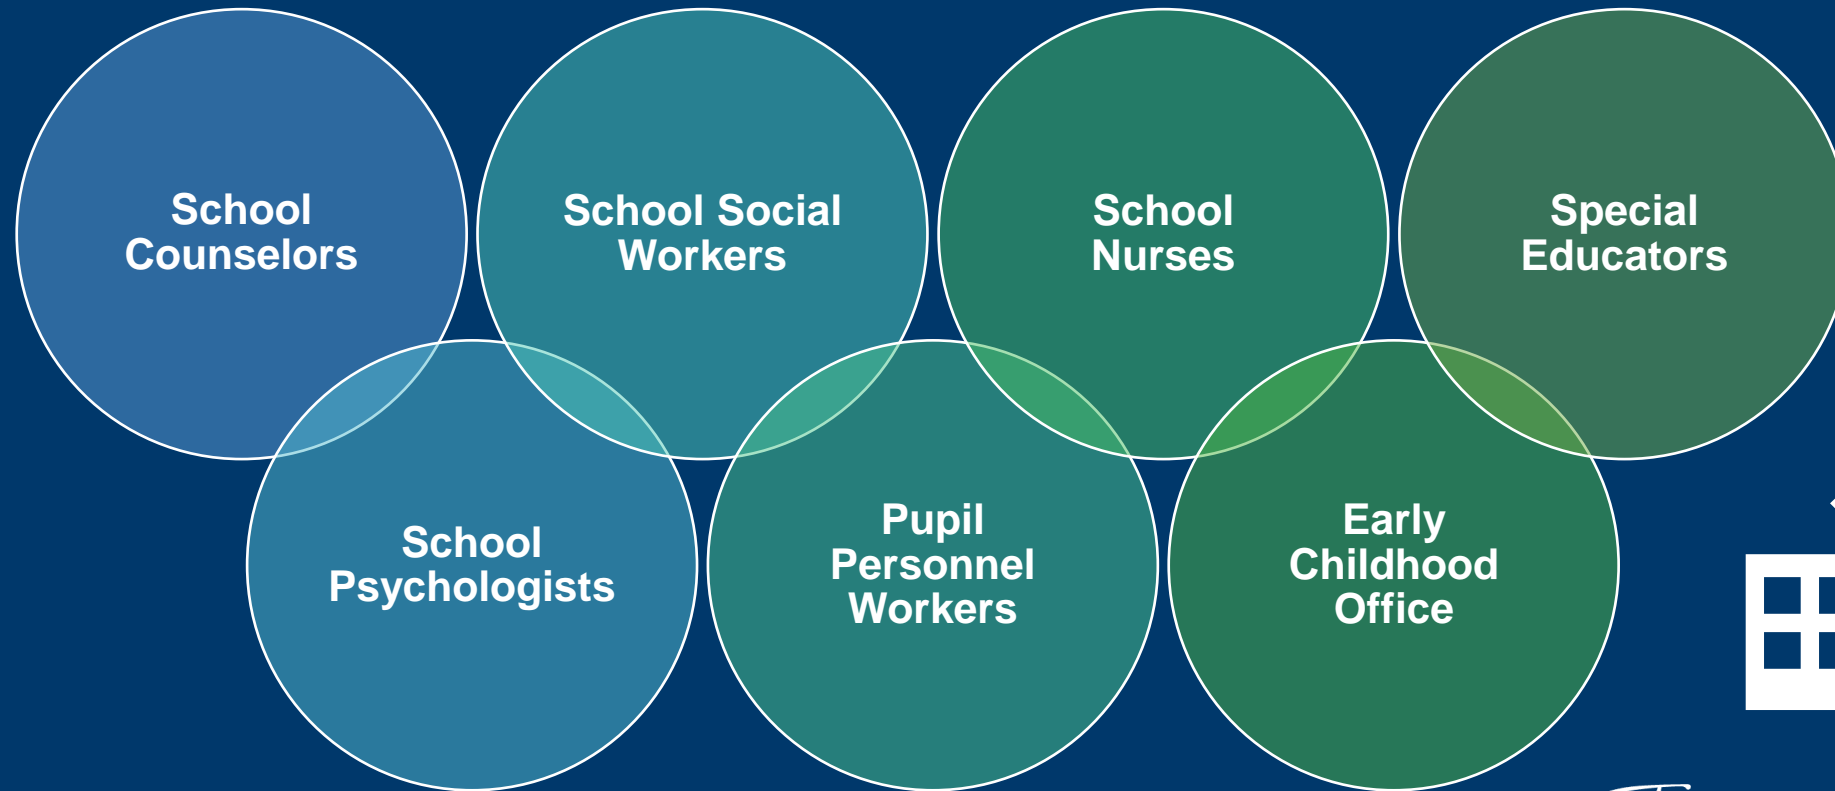 School
Counselors
School Social
Workers
School
Nurses
Special
Educators
School
Psychologists
Pupil
Personnel
Workers
Early
Childhood
Office